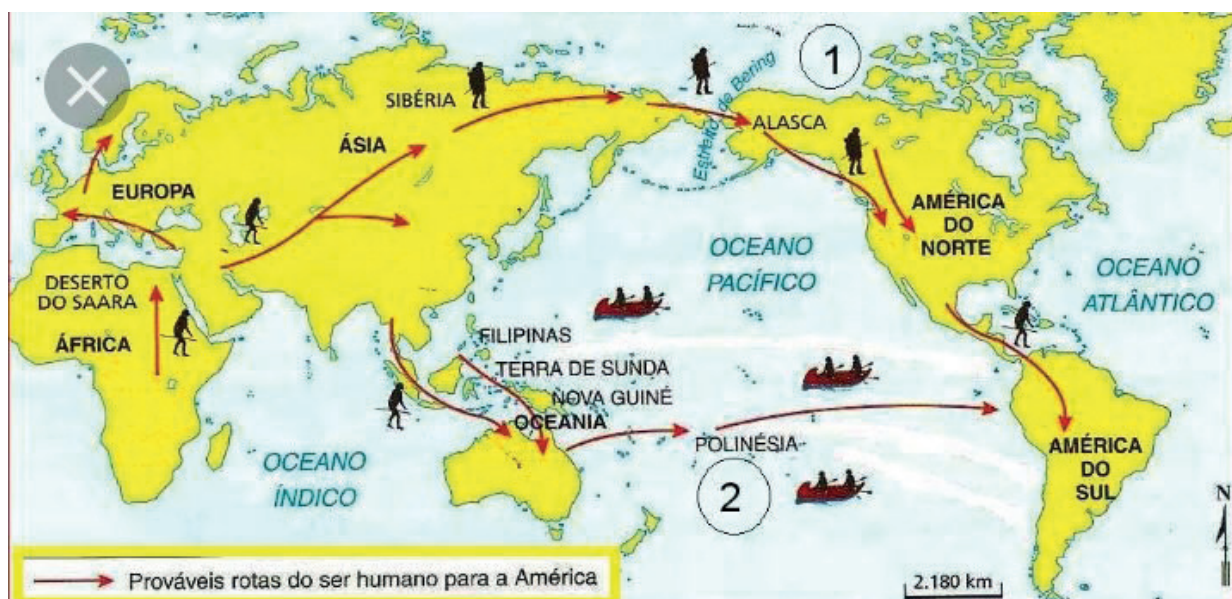 1
SIBÉRIA
Estreito de Bering
ALASCA
ÁSIA
EUROPA
AMÉRICA
DO
NORTE
OCEANO
PACÍFICO
OCEANO
ATLÂNTICO
DESERTO
DO SAARA
ÁFRICA
FILIPINAS
TERRA DE SUNDA
NOVA GUINÉ
OCEANIA
POLINÉSIA
AMÉRICA
DO
SUL
OCEANO
ÍNDICO
2
N
Prováveis rotas do ser humano para a América
2.180 km